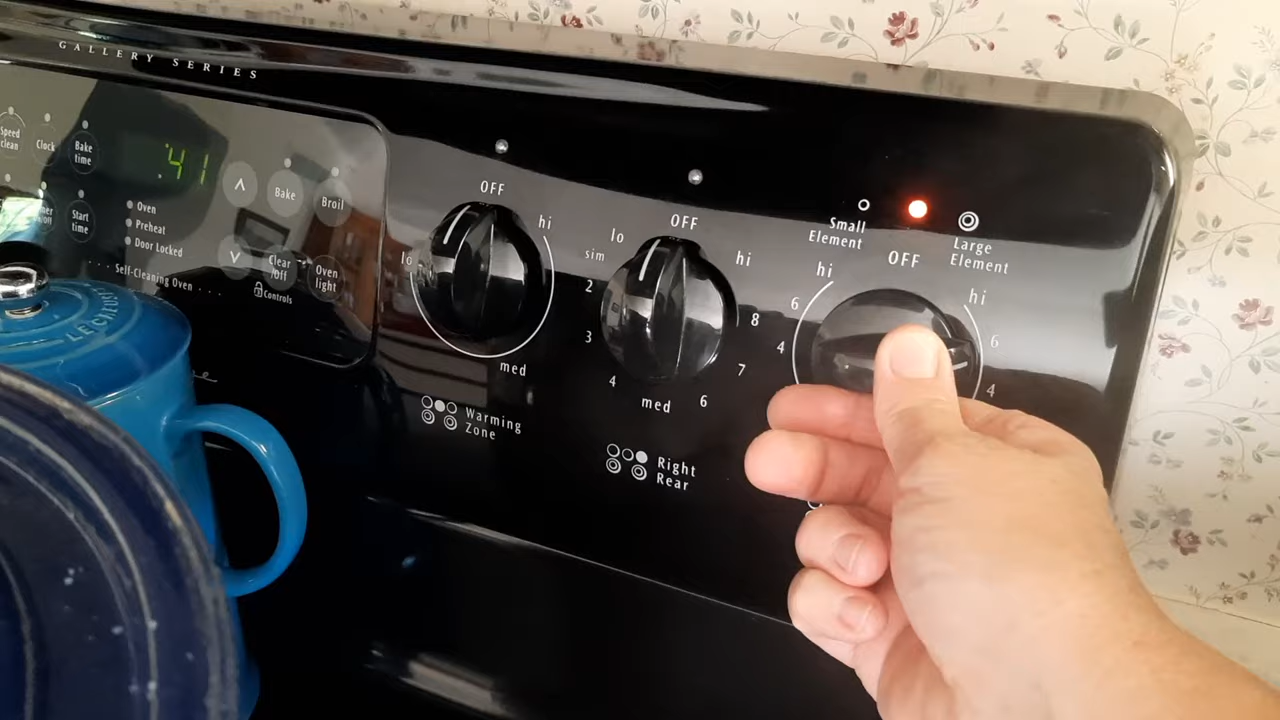 GALLERY SERIES
Speed
clean
Clock
Bake
time
41
Bake
Broil
Start
time
Oven
Preheat
Door Locked
Self-Cleaning Oven
Clear
/Off
Oven
light
Controls
OFF
lo
hi
med
Warming
Zone
OFF
lo
sim
2
3
4
med
6
7
8
hi
Right
Rear
Small
Element
Large
Element
OFF
hi
6
4
hi
6
4
LE CREUSET